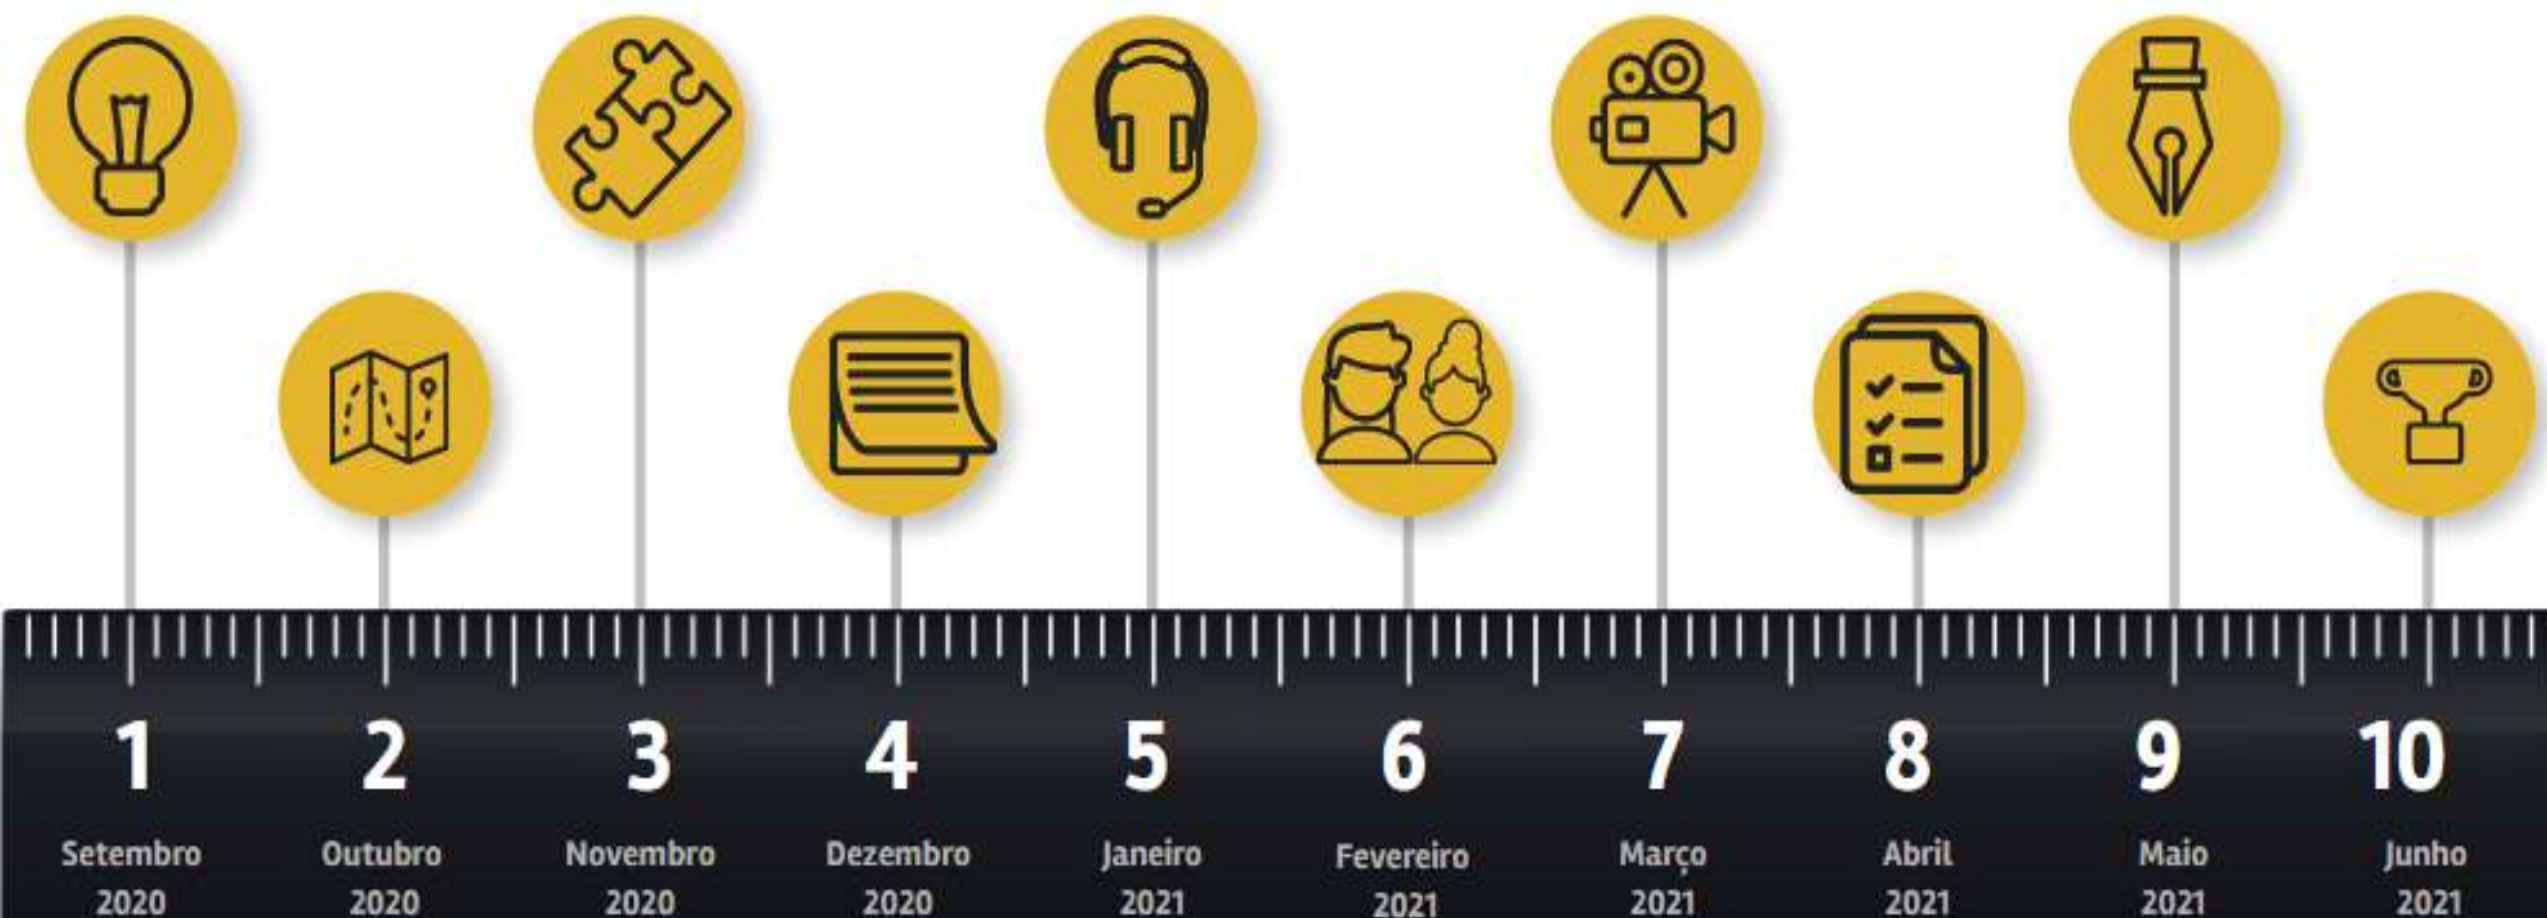 1 2 3 4 5 6 7 8 9 10
Setembro Outubro Novembro Dezembro Janeiro Fevereiro Março Abril Maio Junho
2020 2020 2020 2020 2021 2021 2021 2021 2021 2021